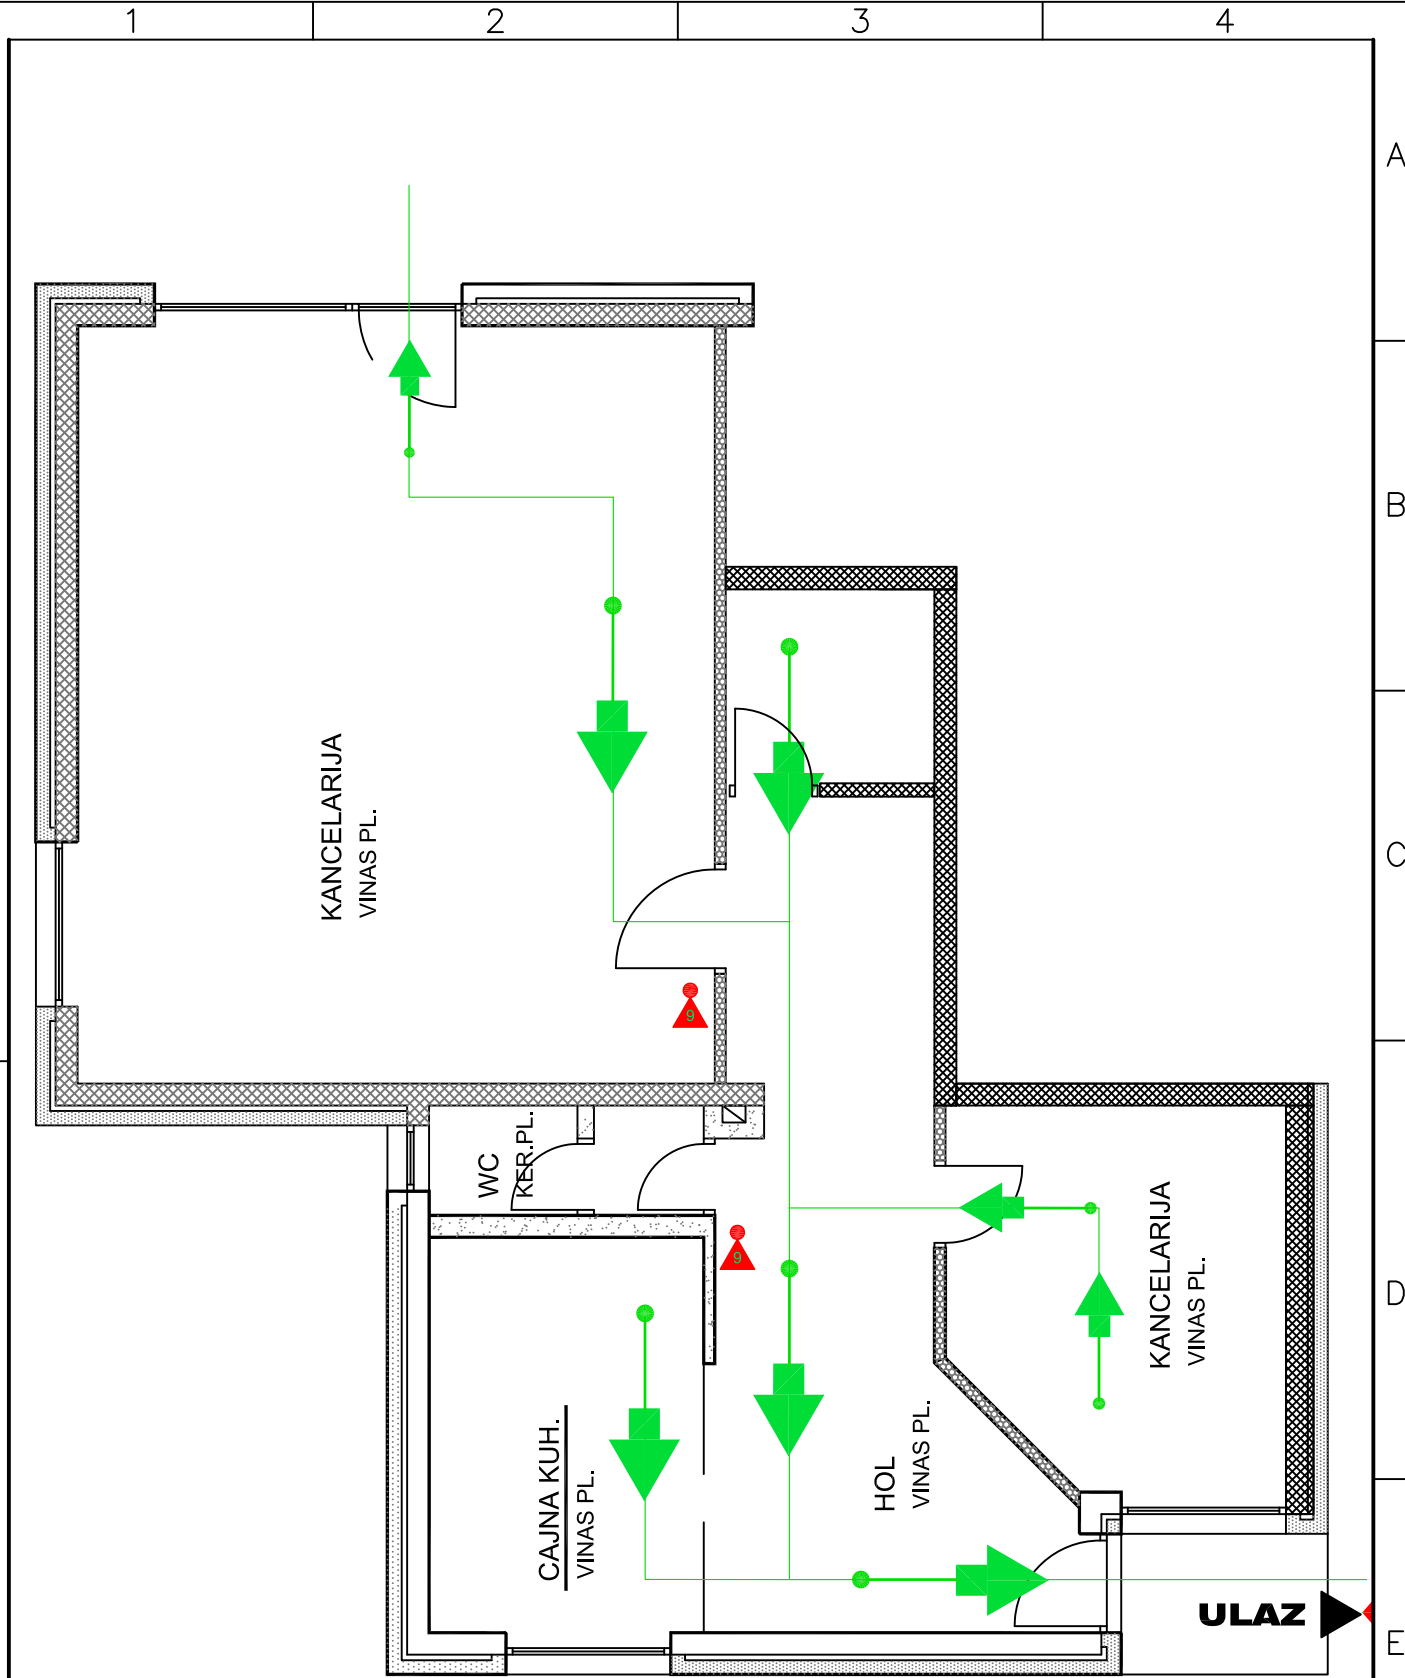 1 2 3 4
A
B
C
D
E
KANCELARIJA
VINAS PL.
9
WC
KER.PL.
9
KANCELARIJA
VINAS PL.
CAJNA KUH.
VINAS PL.
HOL
VINAS PL.
ULAZ